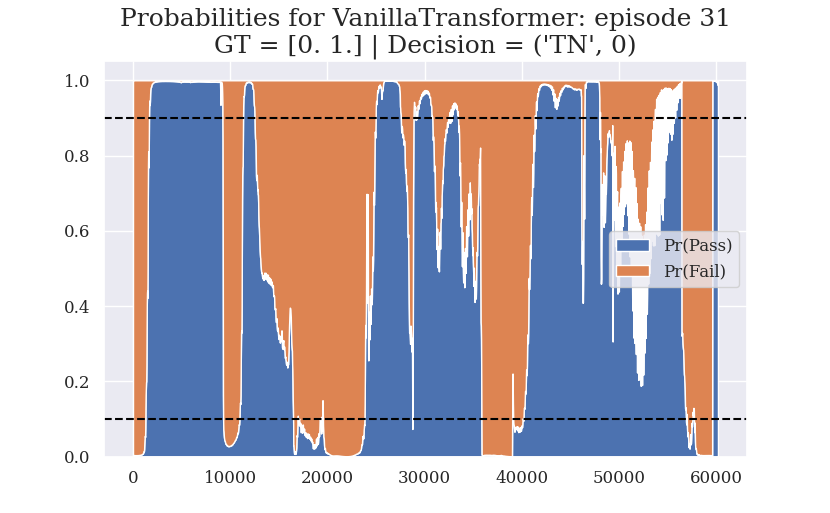 Probabilities for VanillaTransformer: episode 31
GT = [0. 1.] | Decision = ('TN', 0)
1.0
0.8
0.6
0.4
0.2
0.0
Pr(Pass)
Pr(Fail)
0 10000 20000 30000 40000 50000 60000